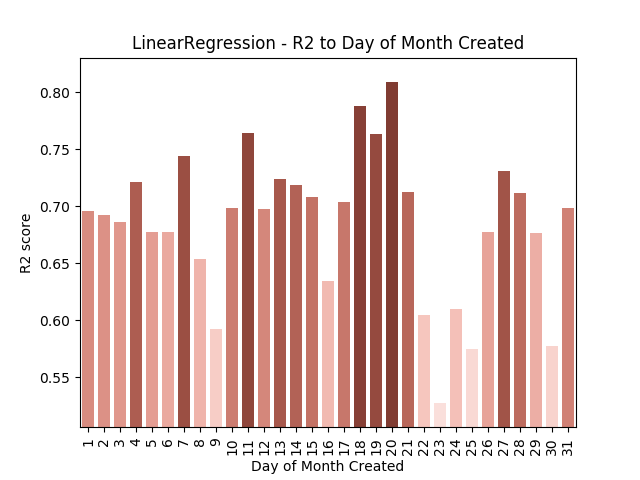 LinearRegression - R2 to Day of Month Created
R2 score
0.80
0.75
0.70
0.65
0.60
0.55
1 2 3 4 5 6 7 8 9 10 11 12 13 14 15 16 17 18 19 20 21 22 23 24 25 26 27 28 29 30 31
Day of Month Created